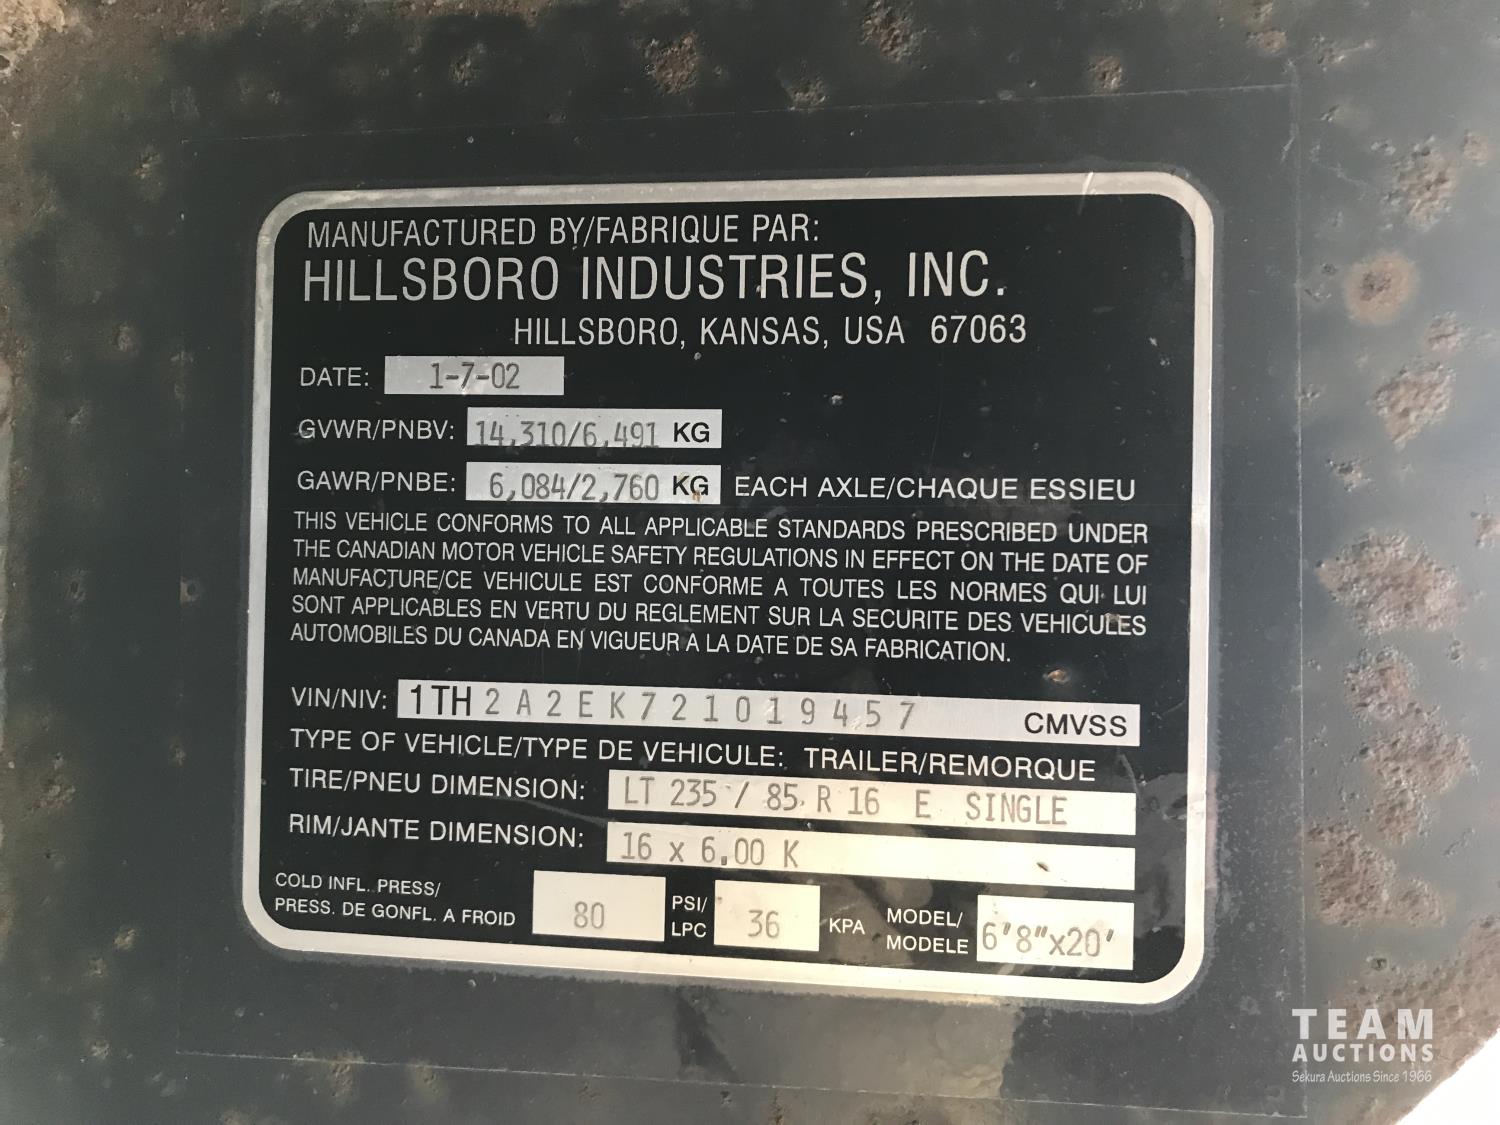 MANUFACTURED BY/FABRIQUE PAR:
HILLSBORO INDUSTRIES, INC.
HILLSBORO, KANSAS, USA 67063
DATE: 1-7-02
GVWR/PNBV: 14,310/6,491 KG
GAWR/PNBE: 6,084/2,760 KG EACH AXLE/CHAQUE ESSIEU
THIS VEHICLE CONFORMS TO ALL APPLICABLE STANDARDS PRESCRIBED UNDER
THE CANADIAN MOTOR VEHICLE SAFETY REGULATIONS IN EFFECT ON THE DATE OF
MANUFACTURE/CE VEHICULE EST CONFORME A TOUTES LES NORMES QUI LUI
SONT APPLICABLES EN VERTU DU REGLEMENT SUR LA SECURITE DES VEHICULES
AUTOMOBILES DU CANADA EN VIGUEUR A LA DATE DE SA FABRICATION.
VIN/NIV: 1TH2A2EK721019457 CMVSS
TYPE OF VEHICLE/TYPE DE VEHICULE: TRAILER/REMORQUE
TIRE/PNEU DIMENSION: LT 235 / 85 R 16 E SINGLE
RIM/JANTE DIMENSION: 16 x 6.00 K
COLD INFL. PRESS/
PRESS. DE GONFL. A FROID 80 PSI/
LPC 36 KPA MODEL/
MODELE 6'8"x20'
TEAM
AUCTIONS
Sekura Auctions Since 1966